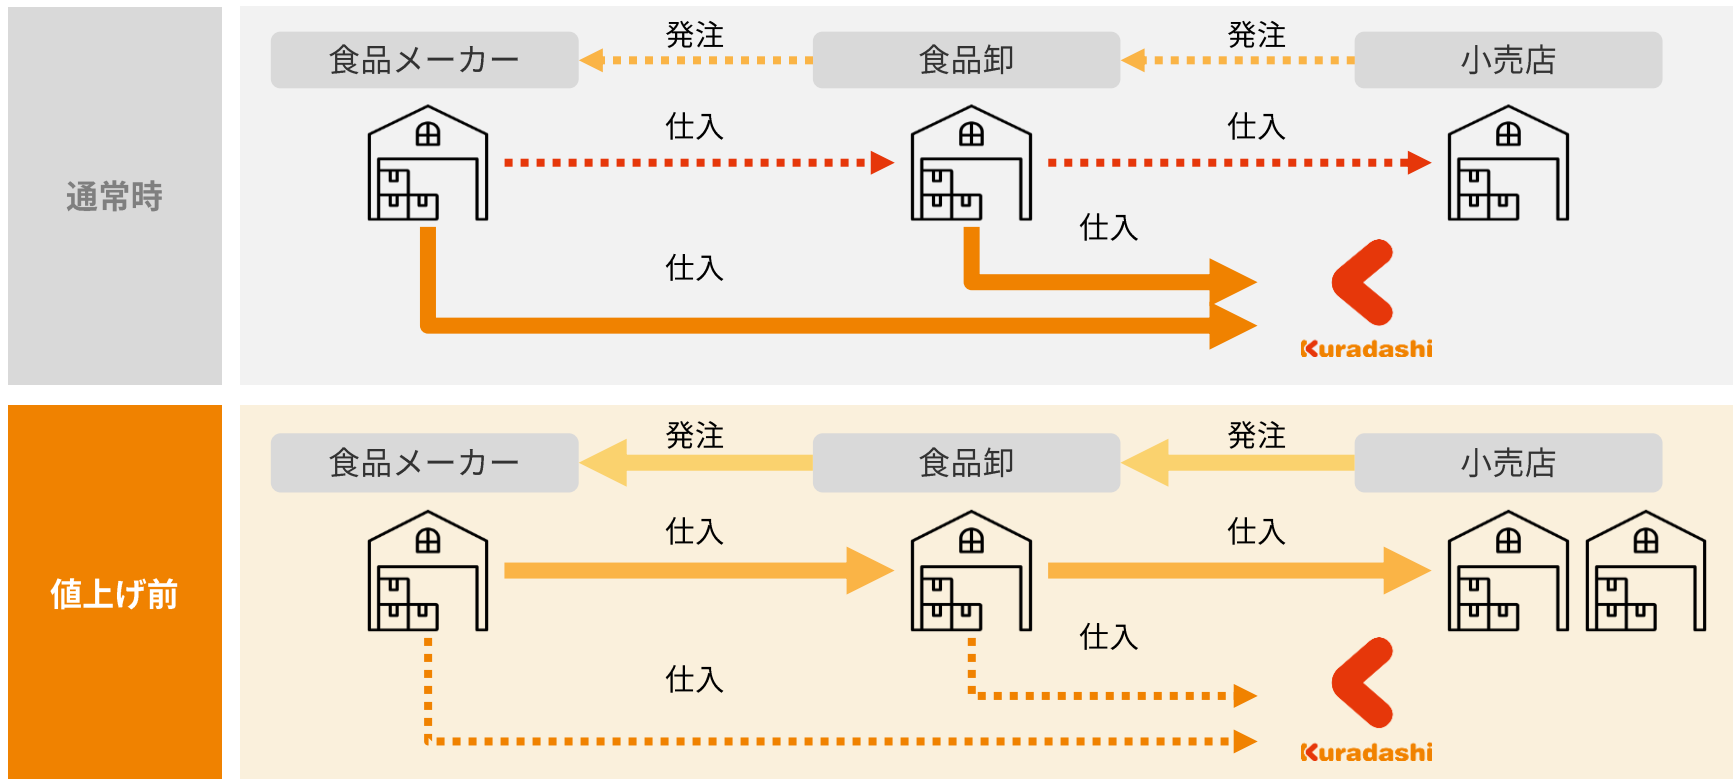 通常時
発注
発注
食品メーカー
食品卸
小売店
仕入
仕入
仕入
仕入
Kuradashi
値上げ前
発注
発注
食品メーカー
食品卸
小売店
仕入
仕入
仕入
仕入
Kuradashi